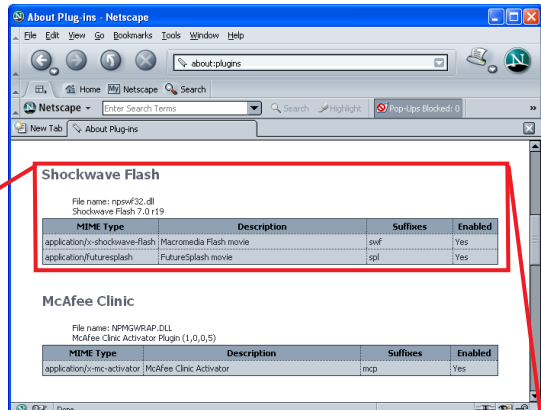 About Plug-ins - Netscape
File Edit View Go Bookmarks Tools Window Help
about:plugins
N
Home My Netscape Search
Netscape Enter Search Terms Search Highlight Pop-Ups Blocked: 0 »
New Tab About Plug-ins
Shockwave Flash
File name: npswf32.dll
Shockwave Flash 7.0 r19
MIME Type Description Suffixes Enabled
application/x-shockwave-flash Macromedia Flash movie swf Yes
application/futuresplash FutureSplash movie spl Yes
McAfee Clinic
File name: NPMGWRAP.DLL
McAfee Clinic Activator Plugin (1,0,0,5)
MIME Type Description Suffixes Enabled
application/x-mc-activator McAfee Clinic Activator mcp Yes
Done